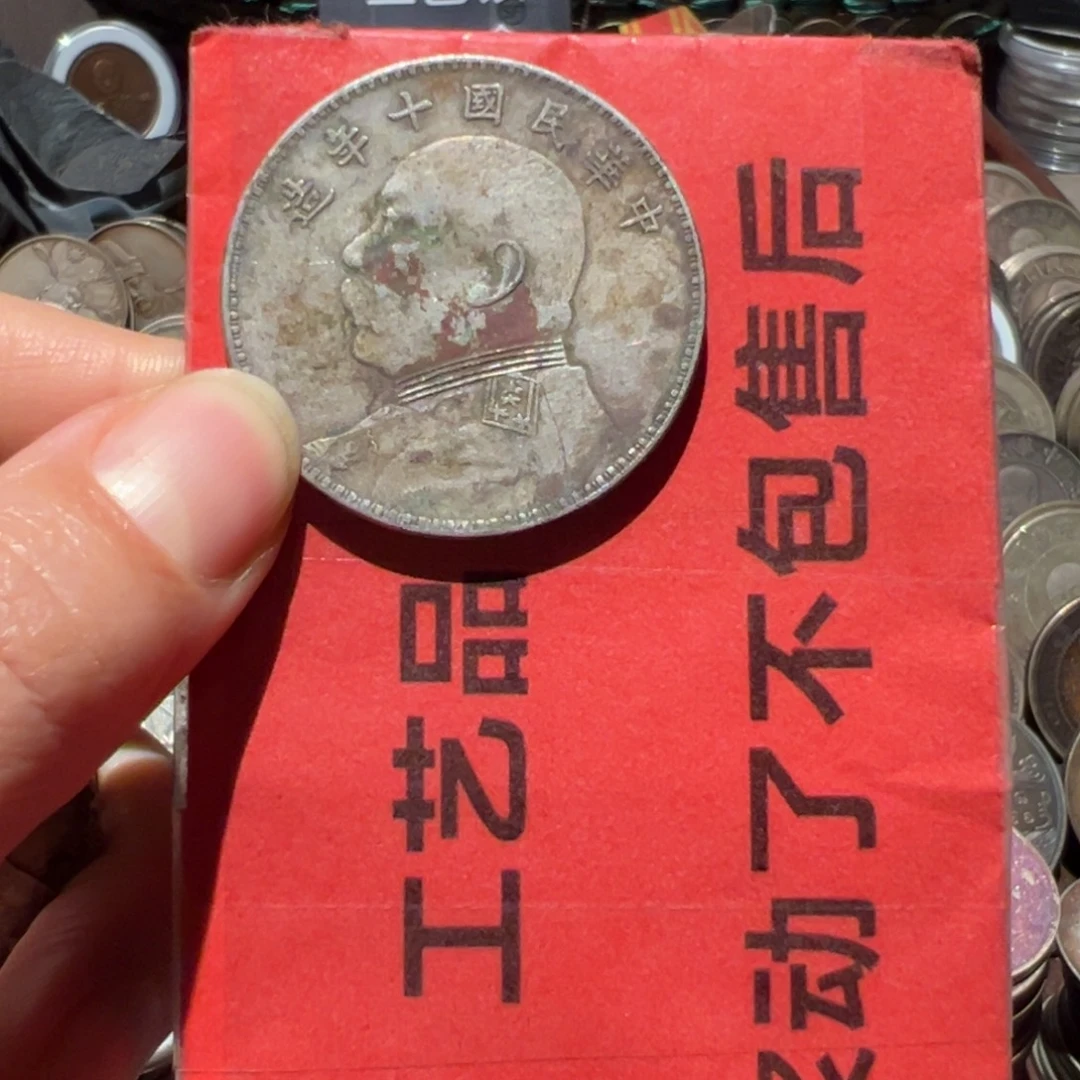 中華民國十年造
工艺品
动了不包售后